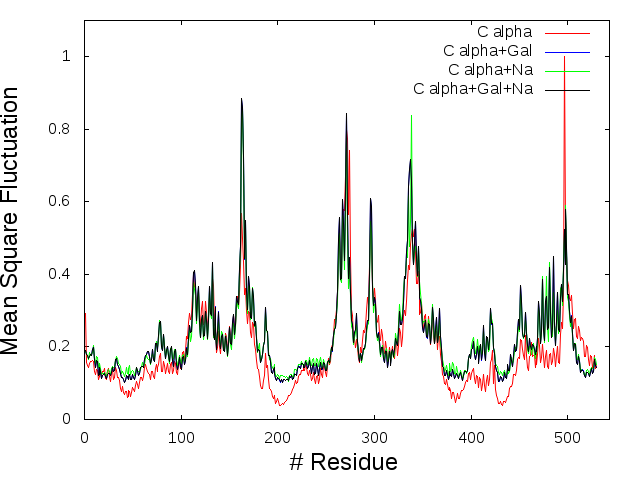 C alpha
C alpha+Gal
C alpha+Na
C alpha+Gal+Na
Mean Square Fluctuation
1
0.8
0.6
0.4
0.2
0
0 100 200 300 400 500
# Residue